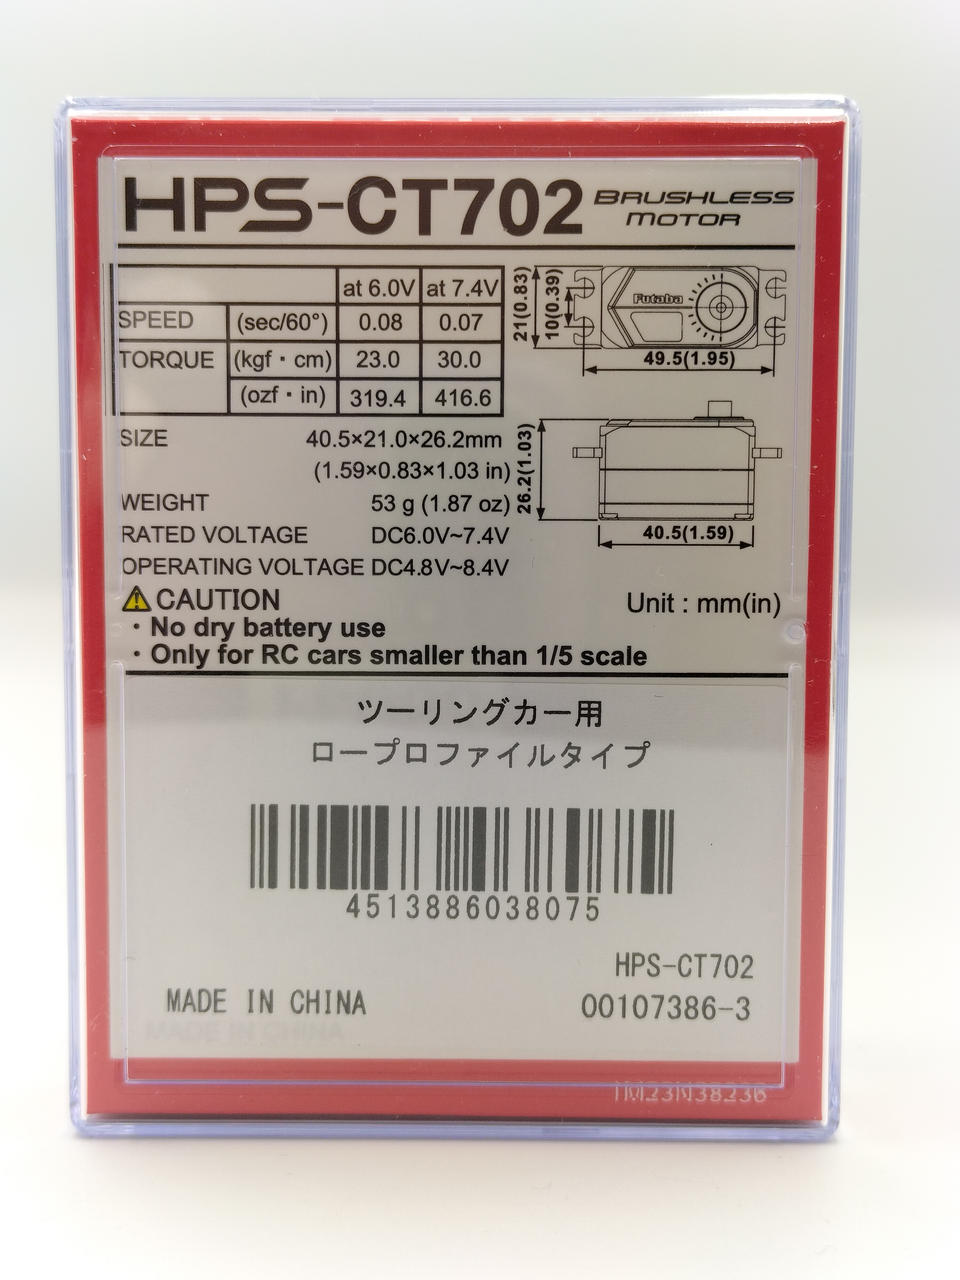 HPS-CT702 BRUSHLESS MOTOR
at 6.0V at 7.4V
SPEED (sec/60°) 0.08 0.07
TORQUE (kgf・cm) 23.0 30.0
(ozf・in) 319.4 416.6
SIZE 40.5×21.0×26.2mm
(1.59×0.83×1.03 in)
WEIGHT 53 g (1.87 oz)
RATED VOLTAGE DC6.0V~7.4V
OPERATING VOLTAGE DC4.8V~8.4V
21(0.83)
10(0.39)
Futaba
49.5(1.95)
26.2(1.03)
40.5(1.59)
Unit : mm(in)
CAUTION
・No dry battery use
・Only for RC cars smaller than 1/5 scale
ツーリングカー用
ロープロファイルタイプ
4513886038075
HPS-CT702
MADE IN CHINA 00107386-3
MADE IN CHINA
1M23N38236